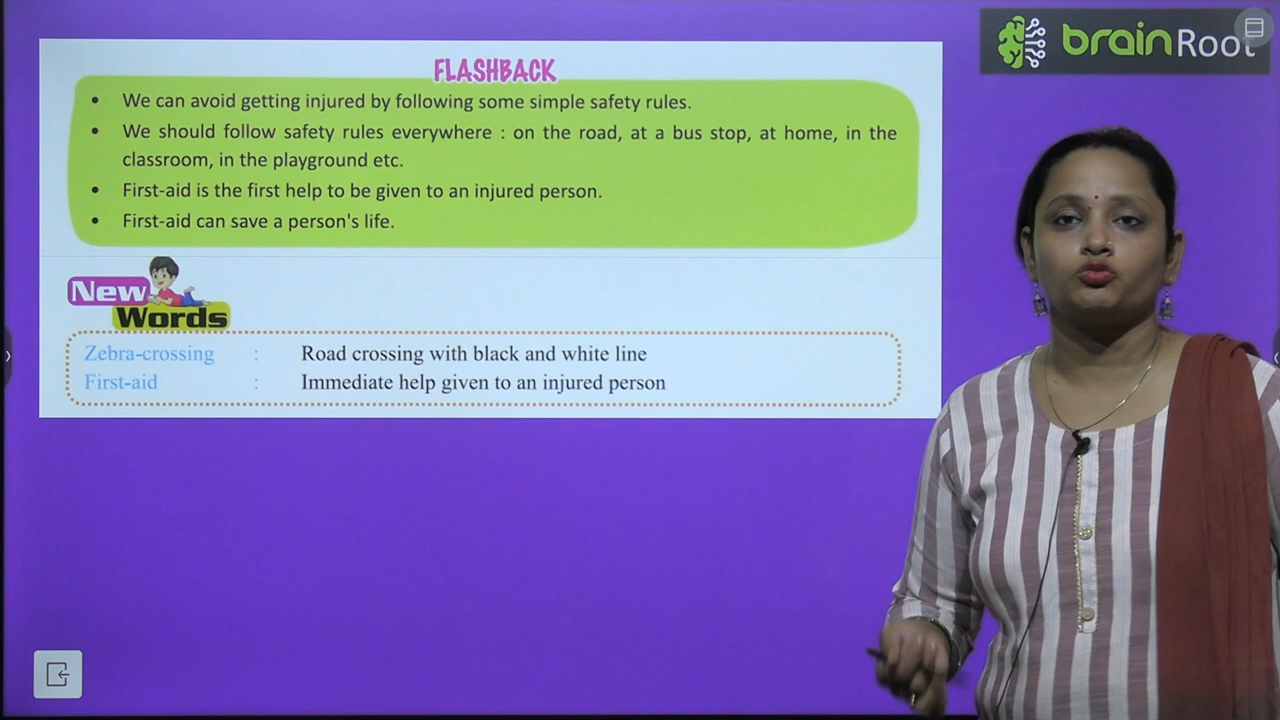 brainRoot
FLASHBACK
• We can avoid getting injured by following some simple safety rules.
• We should follow safety rules everywhere : on the road, at a bus stop, at home, in the
classroom, in the playground etc.
• First-aid is the first help to be given to an injured person.
• First-aid can save a person's life.
New
Words
Zebra-crossing : Road crossing with black and white line
First-aid : Immediate help given to an injured person